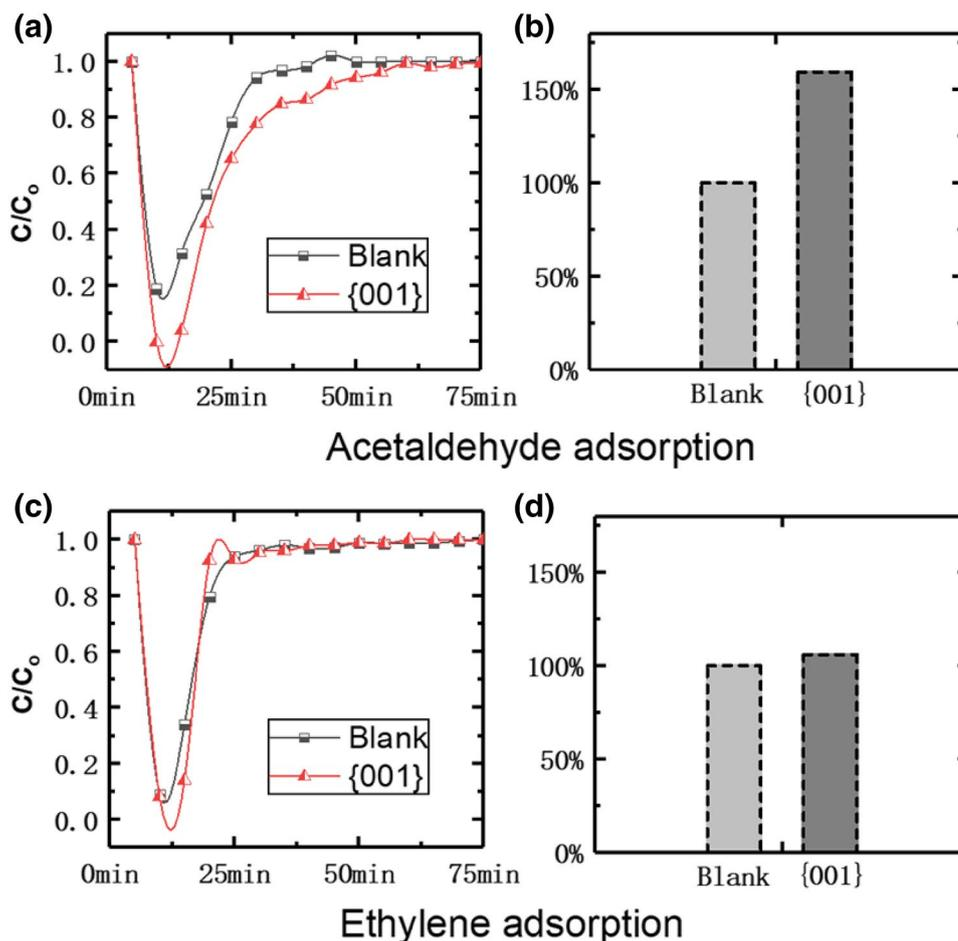 (a)
1.0
0.8
0.6
0.4
0.2
0.0
C/C₀
Blank
{001}
0min 25min 50min 75min
(b)
150%
100%
50%
0%
Blank {001}
Acetaldehyde adsorption
(c)
1.0
0.8
0.6
0.4
0.2
0.0
C/C₀
Blank
{001}
0min 25min 50min 75min
(d)
150%
100%
50%
0%
Blank {001}
Ethylene adsorption